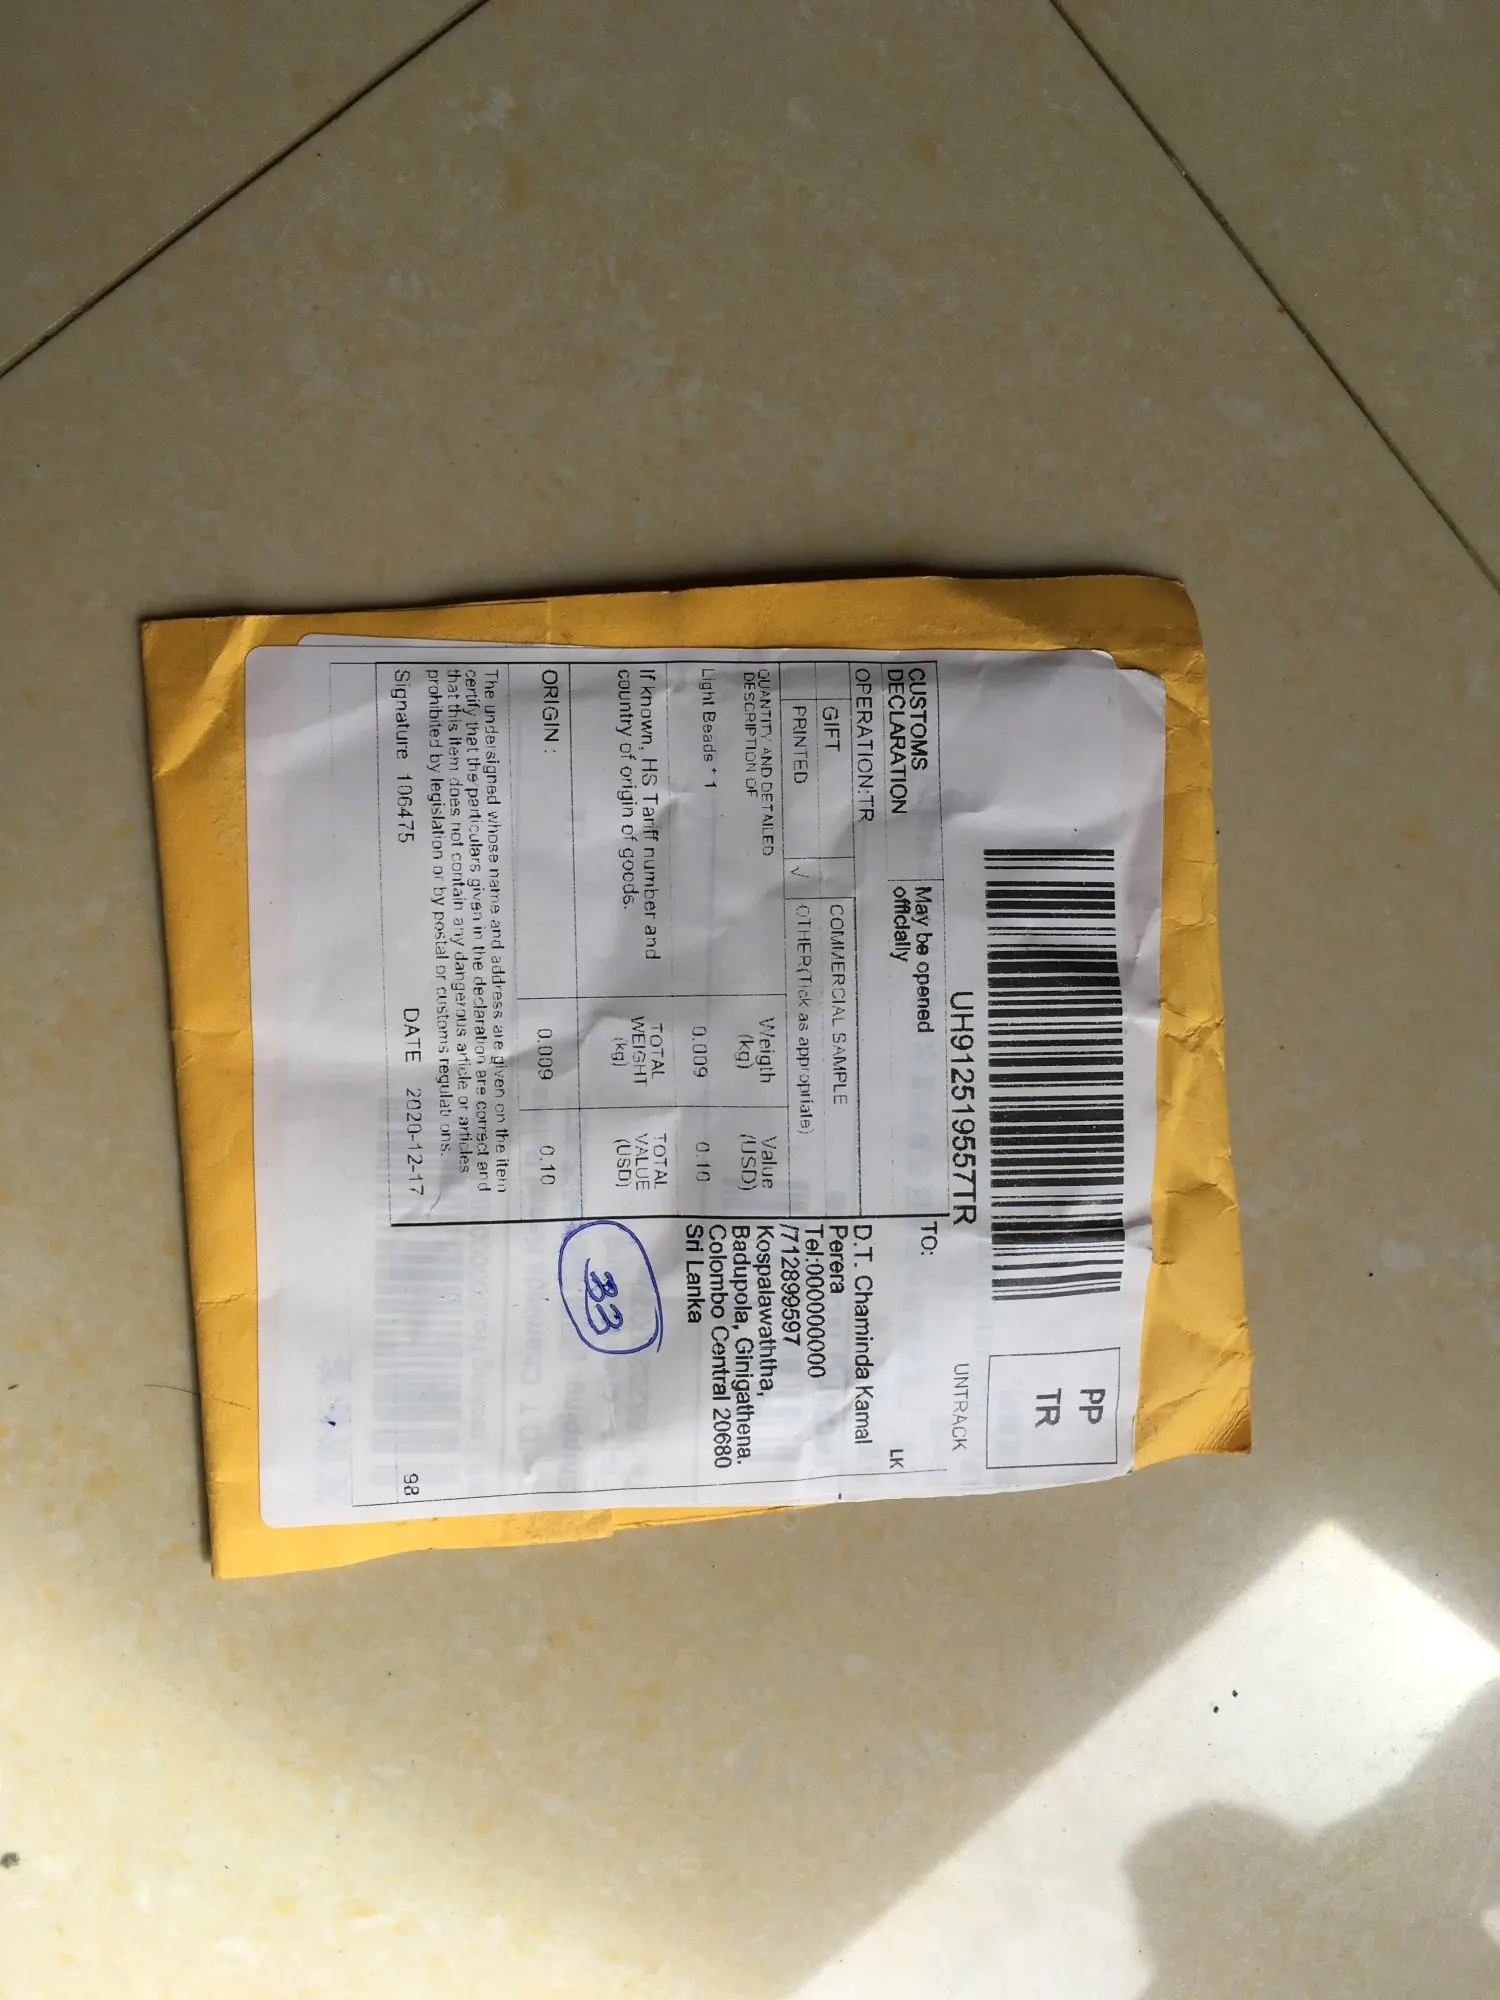 PP
TR
UH912519557TR
UNTRACK
CUSTOMS
DECLARATION
May be opened
officially
OPERATION:TR
GIFT
COMMERCIAL SAMPLE
PRINTED
√
OTHER(Tick as appropriate)
QUANTITY AND DETAILED
DESCRIPTION OF
Weigth
(kg)
Value
(USD)
Light Beads * 1
0.009
0.10
If known, HS Tariff number and
country of origin of goods.
TOTAL
WEIGHT
(kg)
TOTAL
VALUE
(USD)
ORIGIN :
0.009
0.10
The undersigned whose name and address are given on the item
certify that the particulars given in the declaration are correct and
that this item does not contain any dangerous article or articles
prohibited by legislation or by postal or customs regulations.
Signature 106475
DATE 2020-12-17
TO:
LK
D.T. Chaminda Kamal
Perera
Tel:0000000000
/712899597
Kospalawaththa,
Badupola, Ginigathena.
Colombo Central 20680
Sri Lanka
B3
98